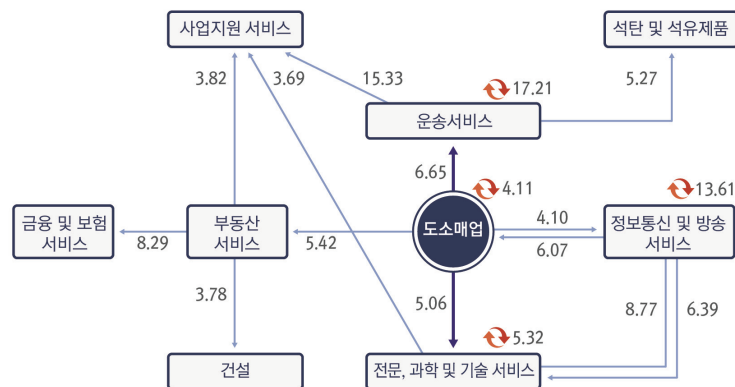 사업지원 서비스
석탄 및 석유제품
3.82
3.69
15.33
17.21
5.27
운송서비스
6.65
4.11
13.61
금융 및 보험
서비스
부동산
서비스
도소매업
정보통신 및 방송
서비스
8.29
5.42
4.10
6.07
3.78
5.06
8.77
6.39
5.32
건설
전문, 과학 및 기술 서비스